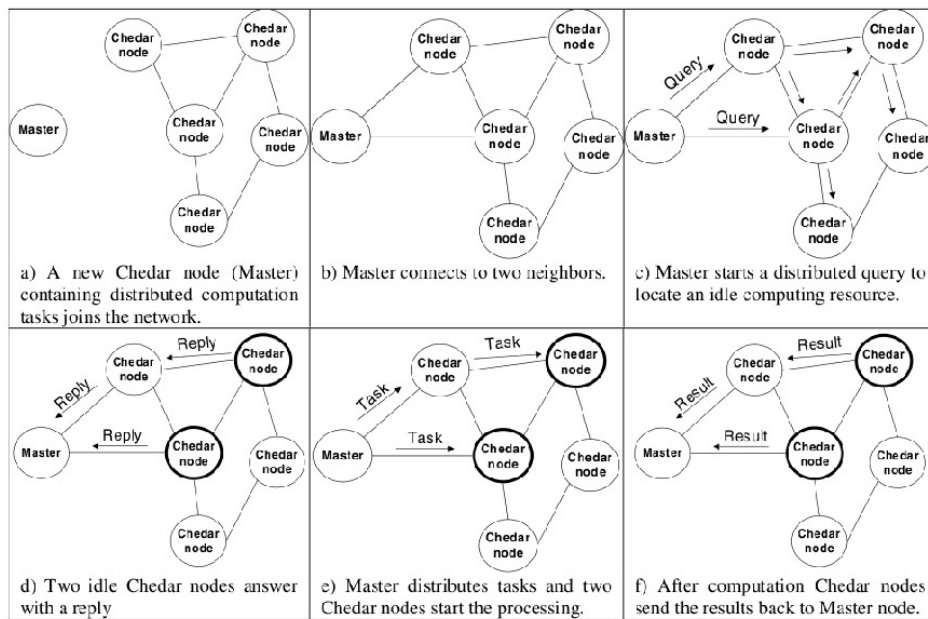 Chedar
node
Chedar
node
Master
Chedar
node
Chedar
node
Chedar
node
a) A new Chedar node (Master)
containing distributed computation
tasks joins the network.
Chedar
node
Chedar
node
Master
Chedar
node
Chedar
node
Chedar
node
b) Master connects to two neighbors.
Chedar
node
Chedar
node
Query
Master
Query
Chedar
node
Chedar
node
Chedar
node
c) Master starts a distributed query to
locate an idle computing resource.
Reply
Chedar
node
Chedar
node
Reply
Reply
Master
Chedar
node
Chedar
node
Chedar
node
d) Two idle Chedar nodes answer
with a reply
Task
Chedar
node
Chedar
node
Task
Task
Master
Chedar
node
Chedar
node
Chedar
node
e) Master distributes tasks and two
Chedar nodes start the processing.
Result
Chedar
node
Chedar
node
Result
Result
Master
Chedar
node
Chedar
node
Chedar
node
f) After computation Chedar nodes
send the results back to Master node.